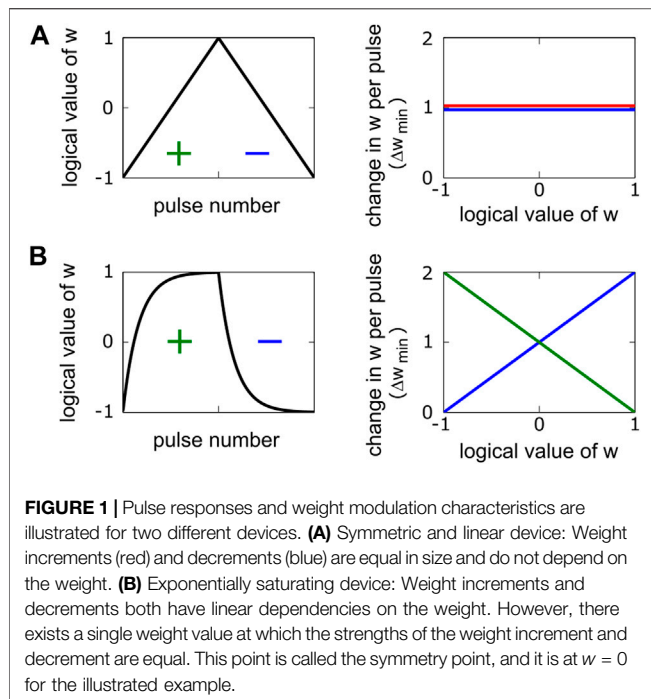 A
logical value of w
1
0
-1
+
−
pulse number
change in w per pulse
(Δw min)
2
1
0
-1
0
1
logical value of w
B
logical value of w
1
0
-1
+
−
pulse number
change in w per pulse
(Δw min)
2
1
0
-1
0
1
logical value of w
FIGURE 1 | Pulse responses and weight modulation characteristics are
illustrated for two different devices. (A) Symmetric and linear device: Weight
increments (red) and decrements (blue) are equal in size and do not depend on
the weight. (B) Exponentially saturating device: Weight increments and
decrements both have linear dependencies on the weight. However, there
exists a single weight value at which the strengths of the weight increment and
decrement are equal. This point is called the symmetry point, and it is at w = 0
for the illustrated example.